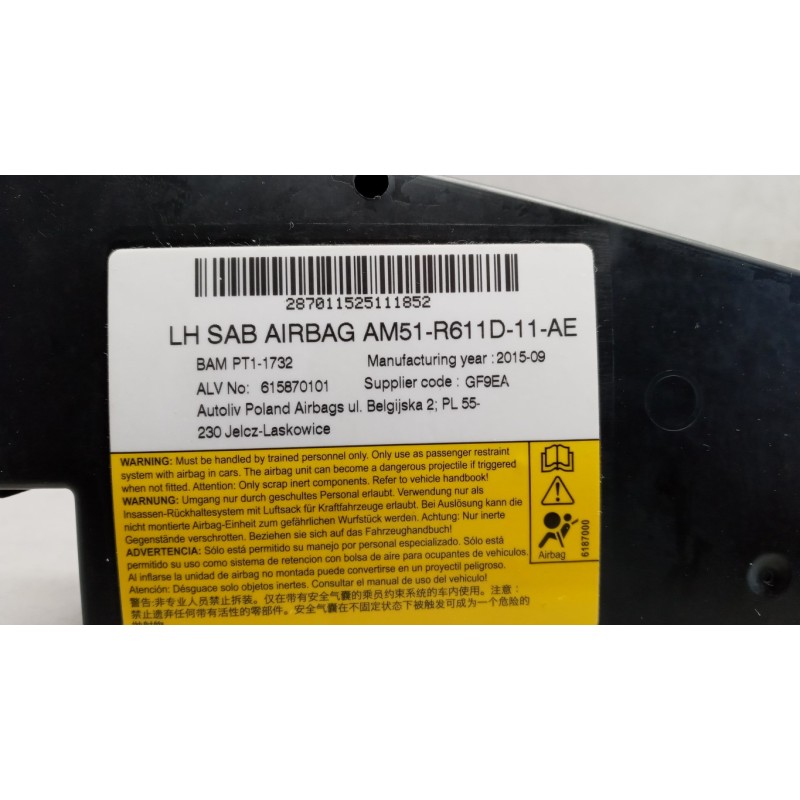 287011525111852
LH SAB AIRBAG AM51-R611D-11-AE
BAM PT1-1732 Manufacturing year : 2015-09
ALV No: 615870101 Supplier code : GF9EA
Autoliv Poland Airbags ul. Belgijska 2; PL 55-
230 Jelcz-Laskowice
WARNING: Must be handled by trained personnel only. Only use as passenger restraint
system with airbag in cars. The airbag unit can become a dangerous projectile if triggered
when not fitted. Attention: Only scrap inert components. Refer to vehicle handbook!
WARNUNG: Umgang nur durch geschultes Personal erlaubt. Verwendung nur als
Insassen-Rückhaltesystem mit Luftsack für Kraftfahrzeuge erlaubt. Bei Auslösung kann die
nicht montierte Airbag-Einheit zum gefährlichen Wurfstück werden. Achtung: Nur inerte
Gegenstände verschrotten. Beziehen sie sich auf das Fahrzeughandbuch!
ADVERTENCIA: Sólo está permitido su manejo por personal especializado. Sólo está
permitido su uso como sistema de retencion con bolsa de aire para ocupantes de vehiculos.
Al inflarse la unidad de airbag no montada puede convertirse en un proyectil peligroso.
Atención: Désguace solo objetos inertes. Consultar el manual de uso del vehiculo!
警告:非专业人员禁止拆装。仅在带有安全气囊的乘员约束系统的车内使用。注意:
禁止遗弃任何带有活性的零部件。安全气囊在不固定状态下被触发可成为一个危险的
Airbag
6187000